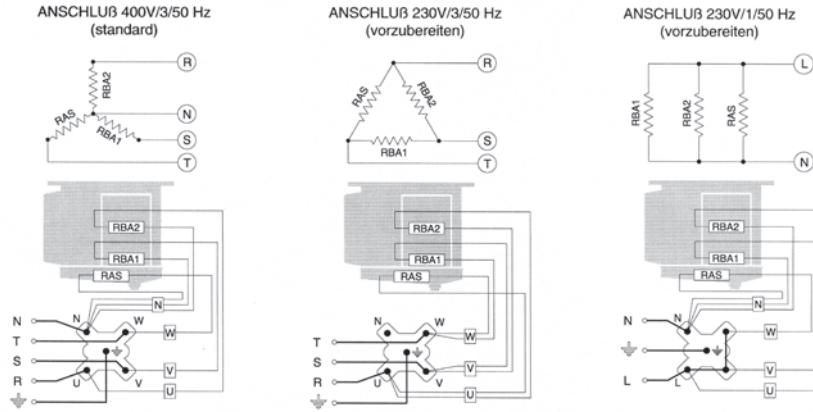 ANSCHLUß 400V/3/50 Hz
(standard)
R
RBA2
N
RAS
RBA1
S
T
RBA2
RBA1
RAS
N
N
N
W
W
T
S
V
R
U
V
U
ANSCHLUß 230V/3/50 Hz
(vorzubereiten)
R
RAS
RBA2
S
RBA1
T
RBA2
RBA1
RAS
N
W
W
T
S
V
R
U
V
U
ANSCHLUß 230V/1/50 Hz
(vorzubereiten)
L
RBA1
RBA2
RAS
N
RBA2
RBA1
RAS
N
N
N
W
V
L
L
U